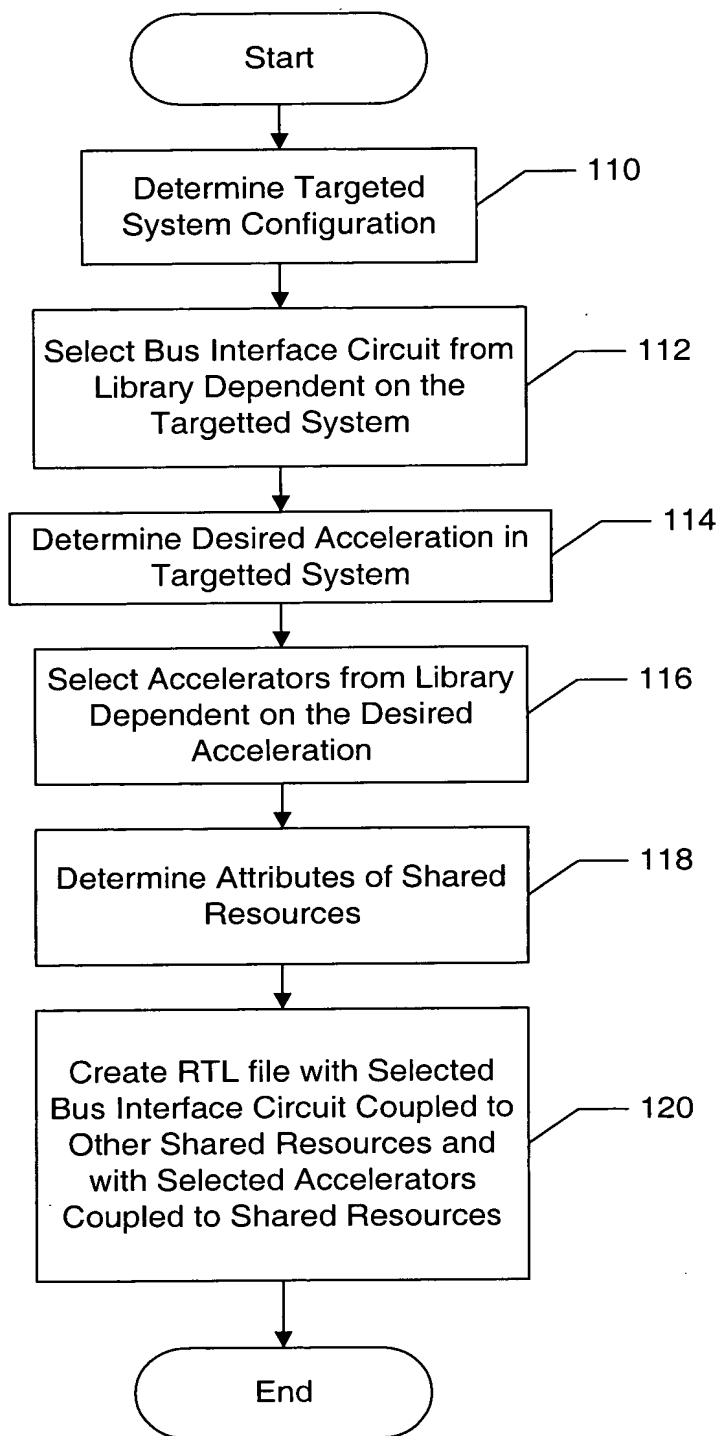 Start
Determine Targeted
System Configuration
110
Select Bus Interface Circuit from
Library Dependent on the
Targetted System
112
Determine Desired Acceleration in
Targetted System
114
Select Accelerators from Library
Dependent on the Desired
Acceleration
116
Determine Attributes of Shared
Resources
118
Create RTL file with Selected
Bus Interface Circuit Coupled to
Other Shared Resources and
with Selected Accelerators
Coupled to Shared Resources
120
End